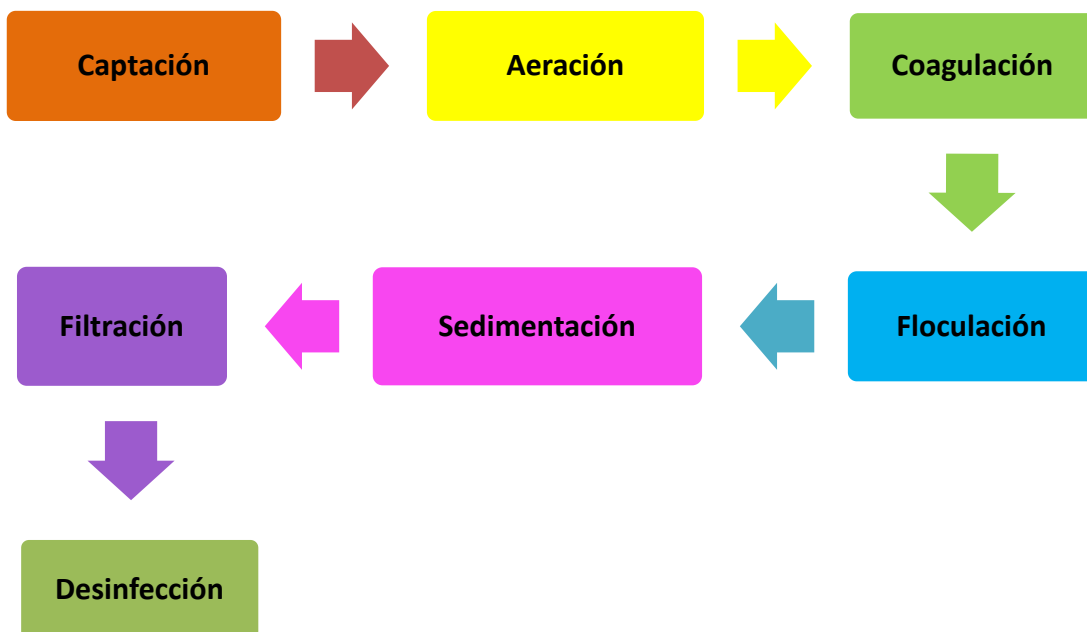 Captación
Aeración
Coagulación
Floculación
Sedimentación
Filtración
Desinfección